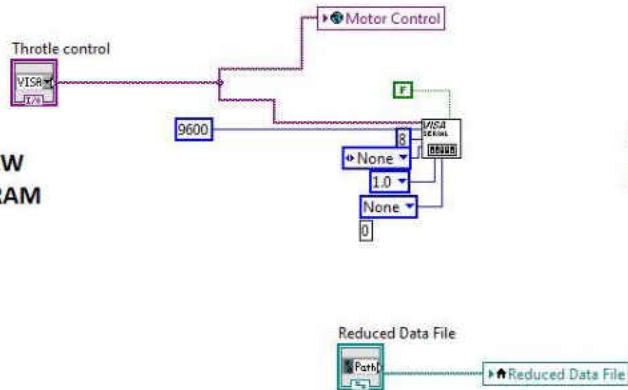 Motor Control
Throttle control
VISA
I/O
F
9600
VISA
SERIAL
8
None
W
RAM
1.0
None
0
Reduced Data File
Path
Reduced Data File